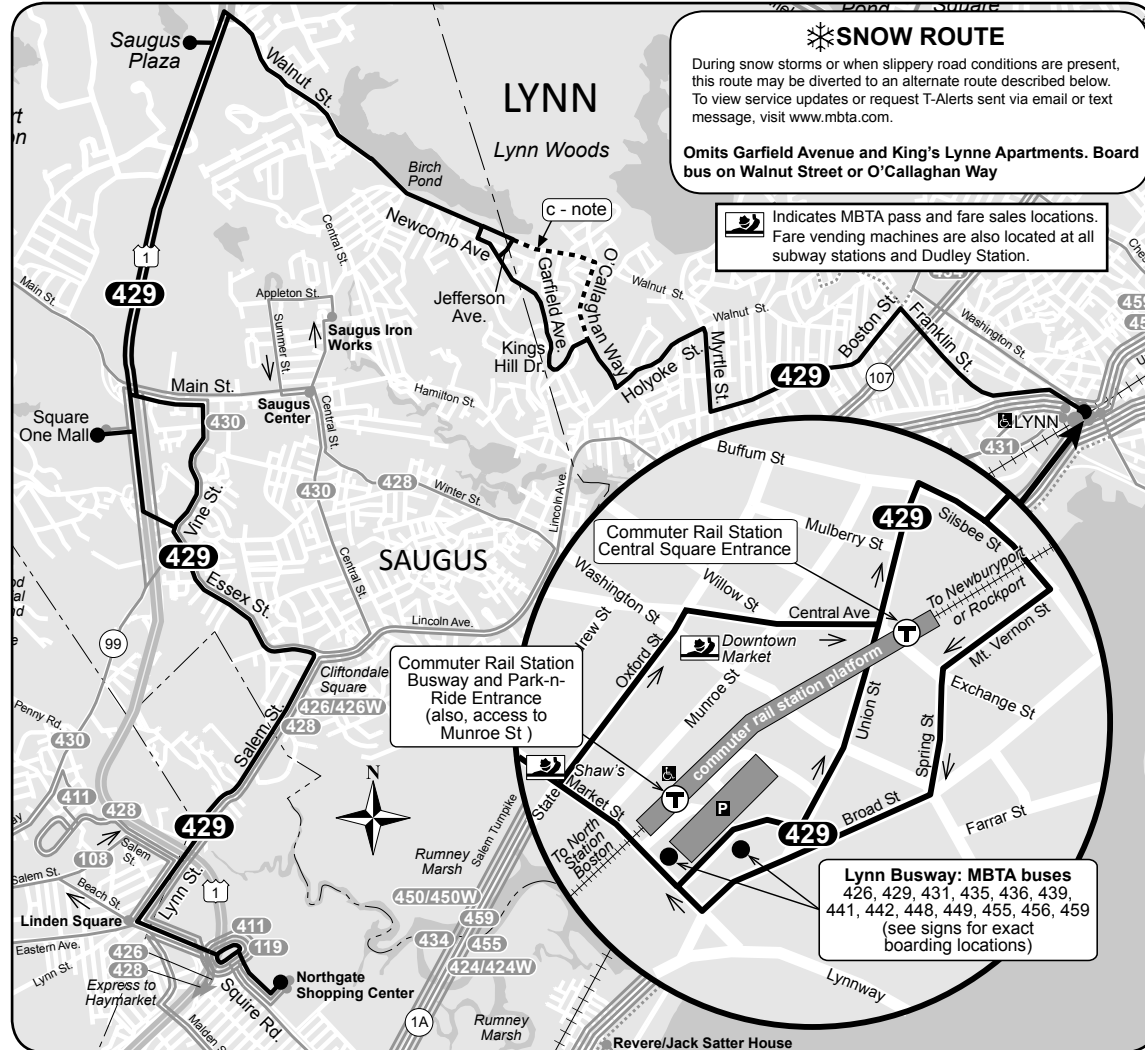 Pond
Square
Saugus
Plaza
Walnut St.
LYNN
Lynn Woods
Birch
Pond
SNOW ROUTE
During snow storms or when slippery road conditions are present,
this route may be diverted to an alternate route described below.
To view service updates or request T-Alerts sent via email or text
message, visit www.mbta.com.
Omits Garfield Avenue and King's Lynne Apartments. Board
bus on Walnut Street or O'Callaghan Way
Indicates MBTA pass and fare sales locations.
Fare vending machines are also located at all
subway stations and Dudley Station.
c - note
Newcomb Ave
Jefferson
Ave.
Garfield Ave.
O'Callaghan Way
Walnut St.
Walnut St.
Kings
Hill Dr.
Holyoke St.
Myrtle St.
Boston St.
Franklin St.
Washington St.
429
107
LYNN
431
1
429
Main St.
Central St.
Appleton St.
Summer St.
Saugus Iron
Works
Main St.
Saugus
Center
Hamilton St.
Square
One Mall
430
Central St.
430
428
Winter St.
Lincoln Ave.
Vine St.
429
Essex St.
SAUGUS
Central St.
Lincoln Ave.
99
Cliftondale
Square
426/426W
428
Salem St.
Penny Rd.
430
411
428
429
Salem St.
108
Salem St.
Beach St.
Lynn St.
1
Linden Square
411
119
Eastern Ave.
Lynn St.
426
428
Express to
Haymarket
Squire Rd.
Northgate
Shopping Center
Malden St.
N
Rumney
Marsh
Salem Turnpike
450/450W
459
434
455
424/424W
1A
Rumney
Marsh
Revere/Jack Satter House
Buffum St
Commuter Rail Station
Central Square Entrance
Mulberry St
429
Silsbee St
Willow St
Washington St
Central Ave
To Newburyport
or Rockport
Oxford St
Downtown
Market
Mt. Vernon St
Commuter Rail Station
Busway and Park-n-
Ride Entrance
(also, access to
Munroe St )
Munroe St
commuter rail station platform
Union St
Exchange St
Spring St
Shaw's
Market St
State
P
Broad St
Farrar St
To North
Station
Boston
429
Lynn Busway: MBTA buses
426, 429, 431, 435, 436, 439,
441, 442, 448, 449, 455, 456, 459
(see signs for exact
boarding locations)
Lynnway